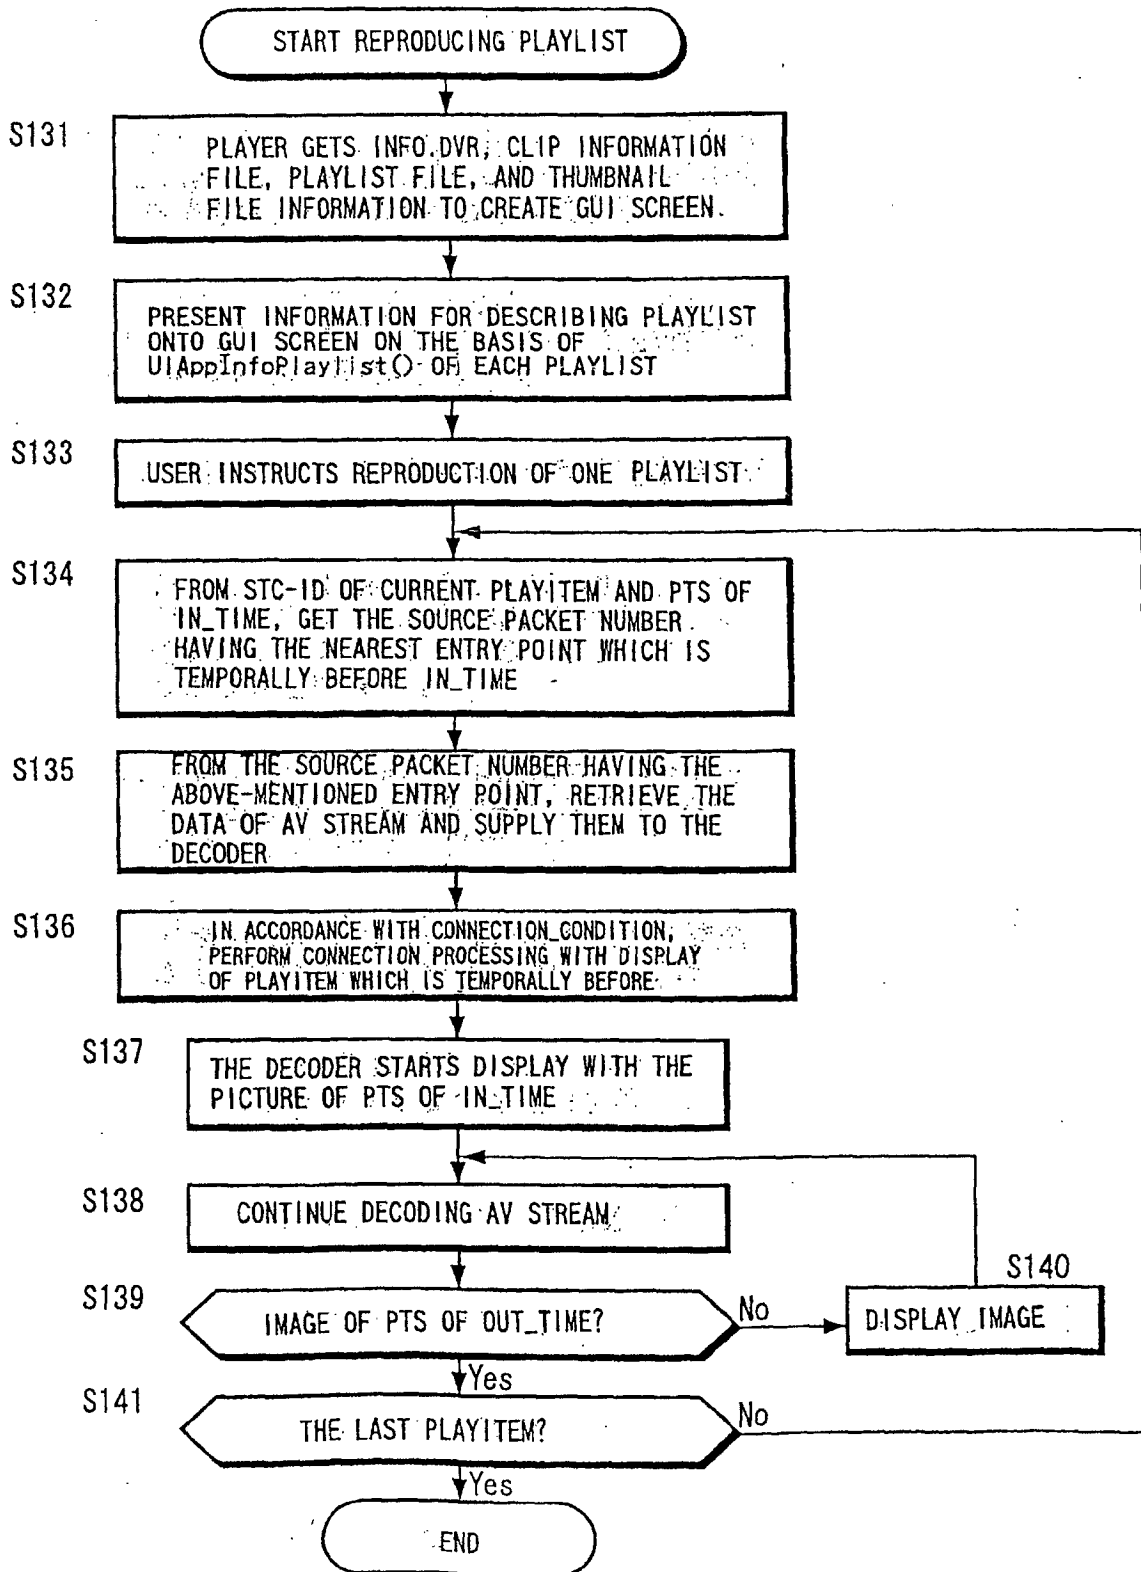 START REPRODUCING PLAYLIST
S131
PLAYER GETS INFO.DVR, CLIP INFORMATION
FILE, PLAYLIST FILE, AND THUMBNAIL
FILE INFORMATION TO CREATE GUI SCREEN.
S132
PRESENT INFORMATION FOR DESCRIBING PLAYLIST
ONTO GUI SCREEN ON THE BASIS OF
UIAppInfoPlaylist() OF EACH PLAYLIST
S133
USER INSTRUCTS REPRODUCTION OF ONE PLAYLIST.
S134
FROM STC-ID OF CURRENT PLAYITEM AND PTS OF
IN_TIME, GET THE SOURCE PACKET NUMBER
HAVING THE NEAREST ENTRY POINT WHICH IS
TEMPORALLY BEFORE IN_TIME
S135
FROM THE SOURCE PACKET NUMBER HAVING THE
ABOVE-MENTIONED ENTRY POINT, RETRIEVE THE
DATA OF AV STREAM AND SUPPLY THEM TO THE
DECODER
S136
IN ACCORDANCE WITH CONNECTION_CONDITION,
PERFORM CONNECTION PROCESSING WITH DISPLAY
OF PLAYITEM WHICH IS TEMPORALLY BEFORE
S137
THE DECODER STARTS DISPLAY WITH THE
PICTURE OF PTS OF IN_TIME
S138
CONTINUE DECODING AV STREAM
S139
IMAGE OF PTS OF OUT_TIME?
No
S140
DISPLAY IMAGE
Yes
S141
THE LAST PLAYITEM?
No
Yes
END